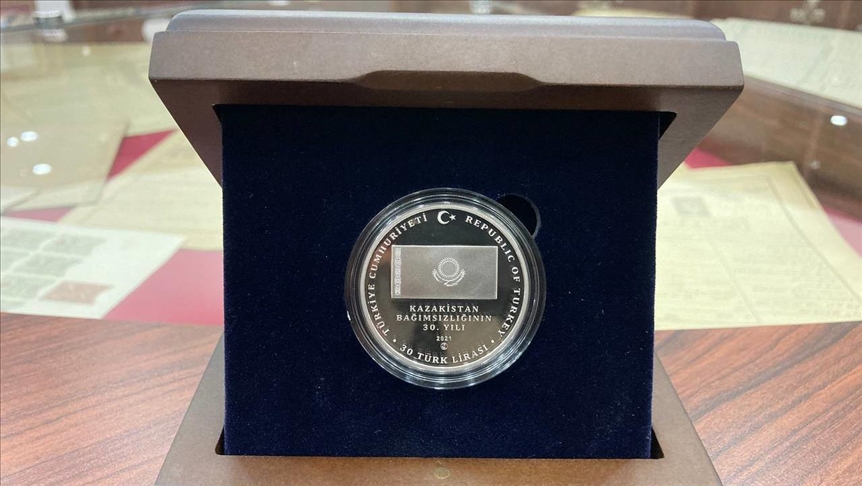 TÜRKİYE CUMHURİYETİ REPUBLIC OF TURKEY
KAZAKİSTAN
BAĞIMSIZLIĞININ
30. YILI
2021
• 30 TÜRK LİRASI •